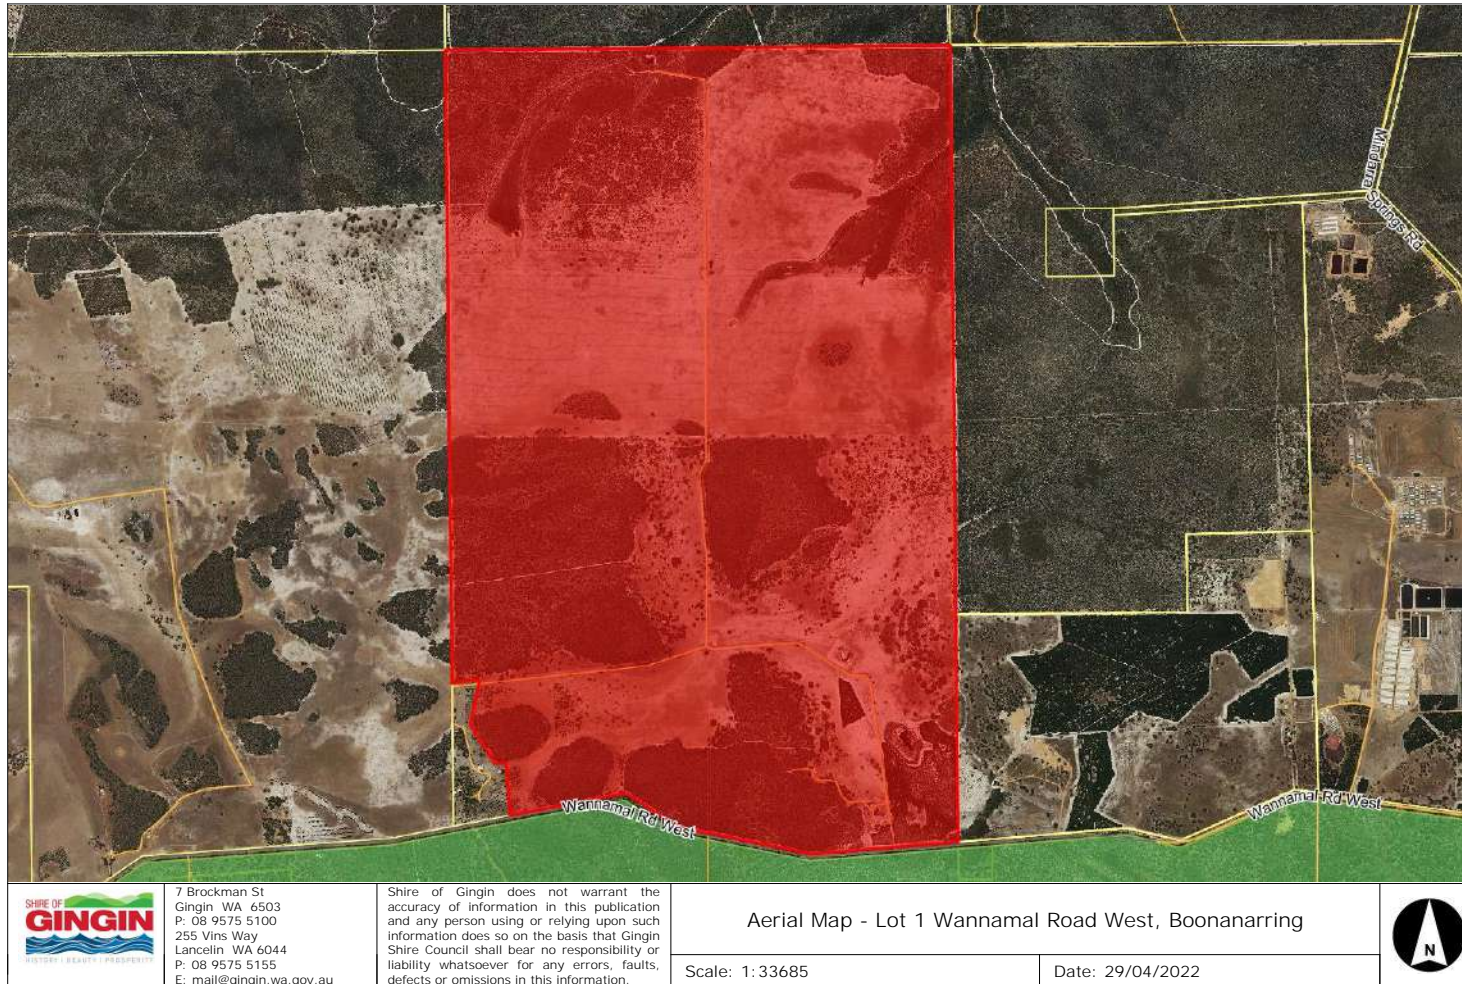 Mindarra Springs Rd
Wannamal Rd West
Wannamal Rd West
SHIRE OF
GINGIN
HISTORY | BEAUTY | PROSPERITY
7 Brockman St
Gingin WA 6503
P: 08 9575 5100
255 Vins Way
Lancelin WA 6044
P: 08 9575 5155
E: mail@gingin.wa.gov.au
Shire of Gingin does not warrant the
accuracy of information in this publication
and any person using or relying upon such
information does so on the basis that Gingin
Shire Council shall bear no responsibility or
liability whatsoever for any errors, faults,
defects or omissions in this information.
Aerial Map - Lot 1 Wannamal Road West, Boonanarring
Scale: 1:33685
Date: 29/04/2022
N